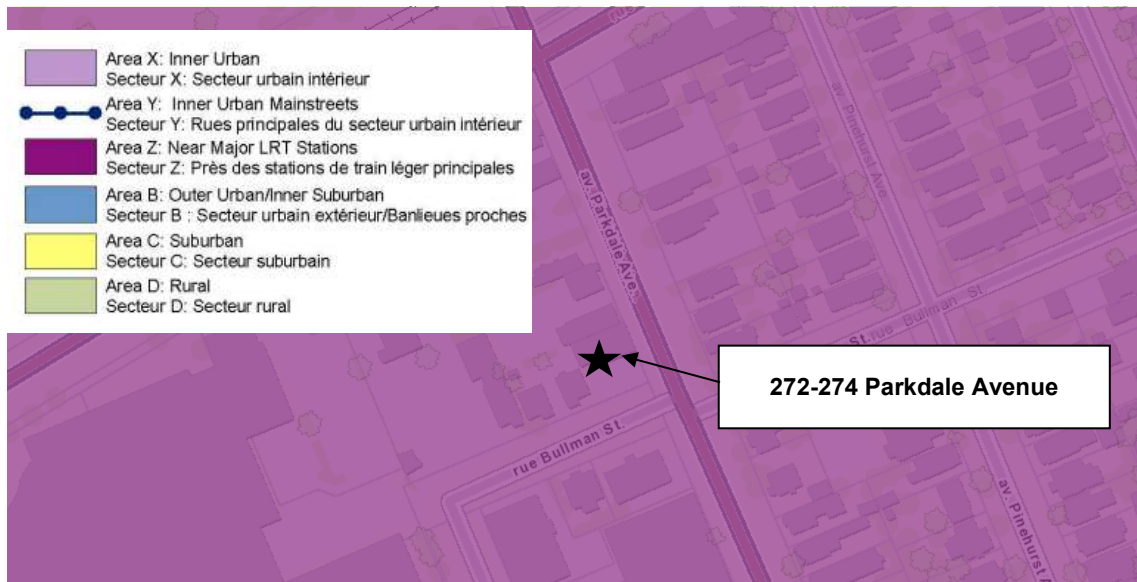 Area X: Inner Urban
Secteur X: Secteur urbain intérieur
Area Y: Inner Urban Mainstreets
Secteur Y: Rues principales du secteur urbain intérieur
Area Z: Near Major LRT Stations
Secteur Z: Près des stations de train léger principales
Area B: Outer Urban/Inner Suburban
Secteur B : Secteur urbain extérieur/Banlieues proches
Area C: Suburban
Secteur C: Secteur suburbain
Area D: Rural
Secteur D: Secteur rural
av. Pinehurst Ave.
av. Parkdale Ave.
rue Bullman St.
272-274 Parkdale Avenue
rue Bullman St.
av. Pinehurst A